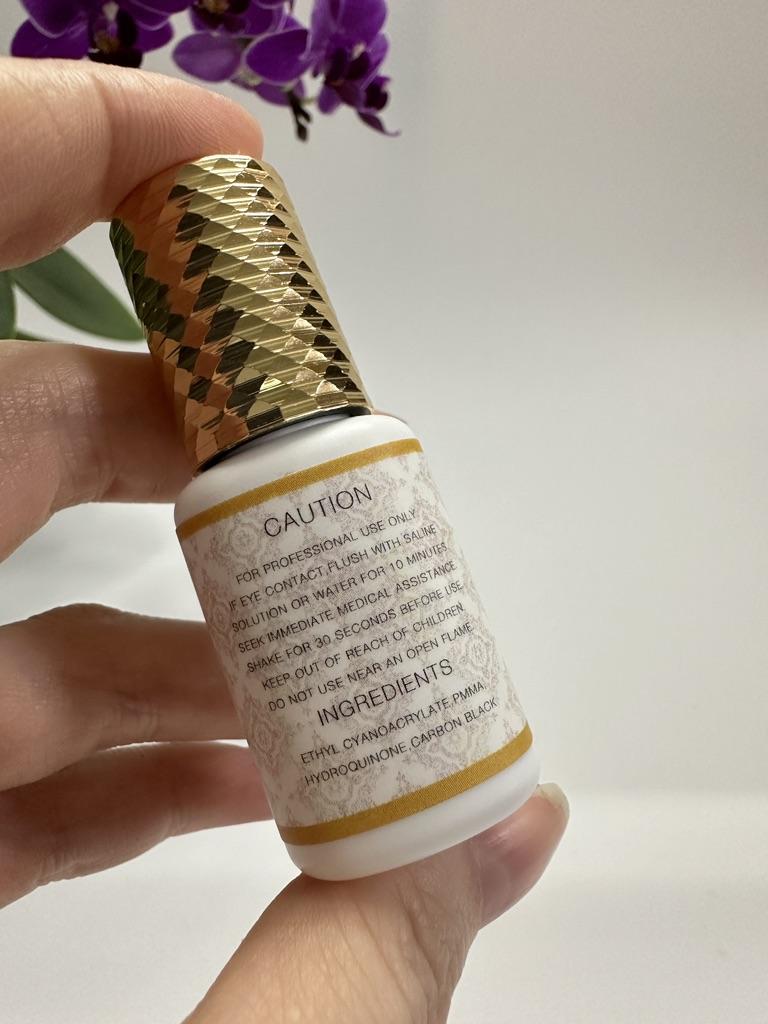 CAUTION
FOR PROFESSIONAL USE ONLY
IF EYE CONTACT, FLUSH WITH SALINE
SOLUTION OR WATER FOR 10 MINUTES
SEEK IMMEDIATE MEDICAL ASSISTANCE
SHAKE FOR 30 SECONDS BEFORE USE
KEEP OUT OF REACH OF CHILDREN
DO NOT USE NEAR AN OPEN FLAME
INGREDIENTS
ETHYL CYANOACRYLATE, PMMA,
HYDROQUINONE, CARBON BLACK